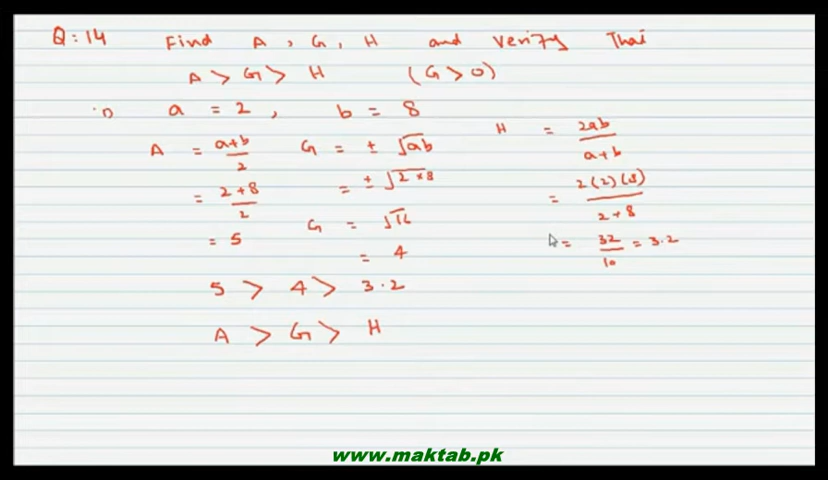 Q:14 Find A, G, H and verify That
A > G > H (G > 0)
i) a = 2, b = 8
A = a+b/2
= 2+8/2
= 5
G = ± √ab
= ± √2×8
G = √16
= 4
H = 2ab/a+b
= 2(2)(8)/2+8
= 32/10 = 3.2
5 > 4 > 3.2
A > G > H
www.maktab.pk